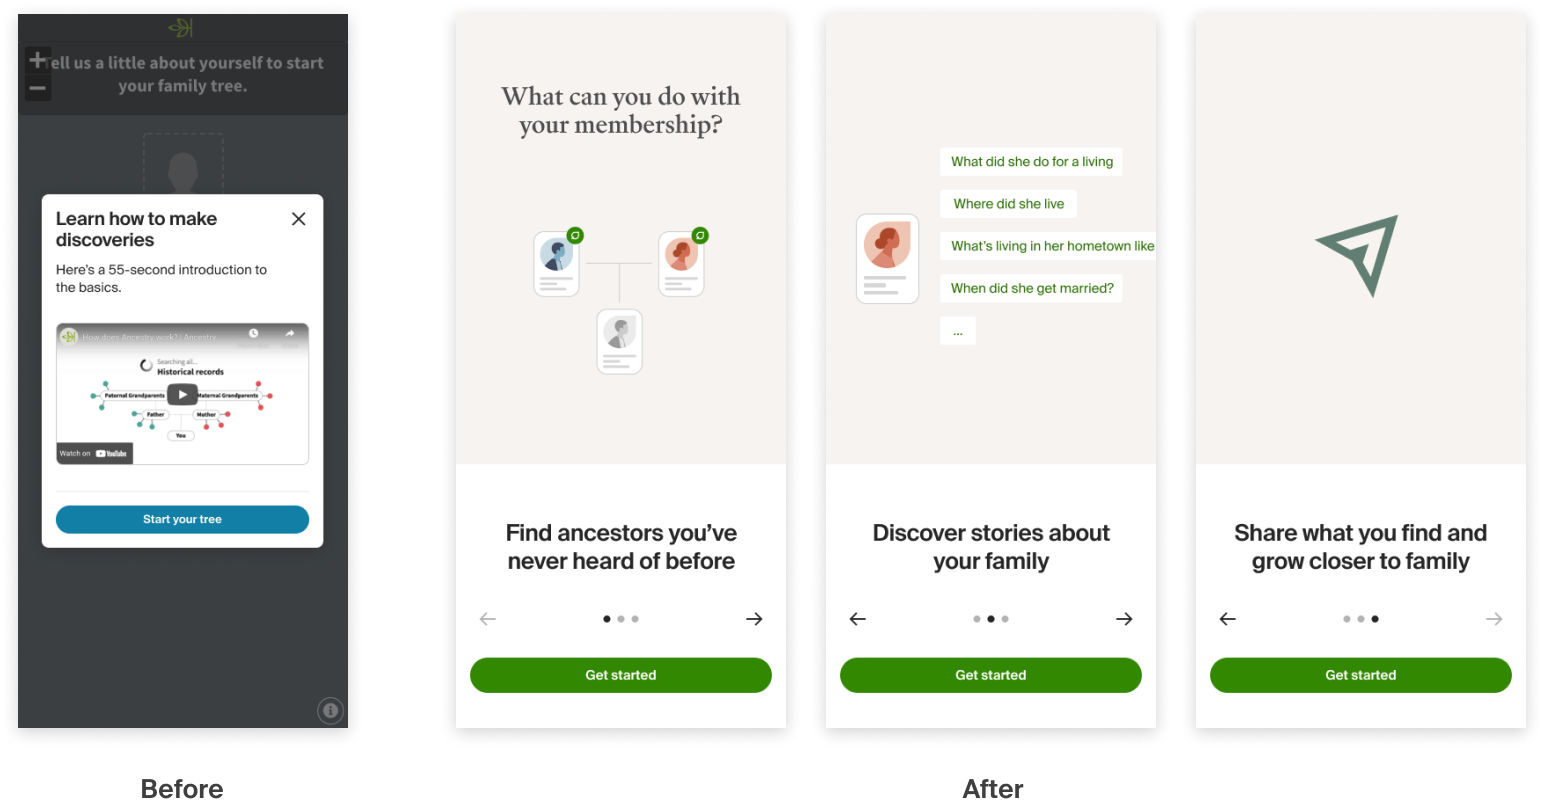 Tell us a little about yourself to start
your family tree.
Learn how to make
discoveries
Here's a 55-second introduction to
the basics.
How does Ancestry work? | Ancestry
Searching all...
Historical records
Paternal Grandparents
Maternal Grandparents
Father
Mother
You
Watch on YouTube
Start your tree
Before
What can you do with
your membership?
Find ancestors you've
never heard of before
Get started
What did she do for a living
Where did she live
What's living in her hometown like
When did she get married?
...
Discover stories about
your family
Get started
Share what you find and
grow closer to family
Get started
After